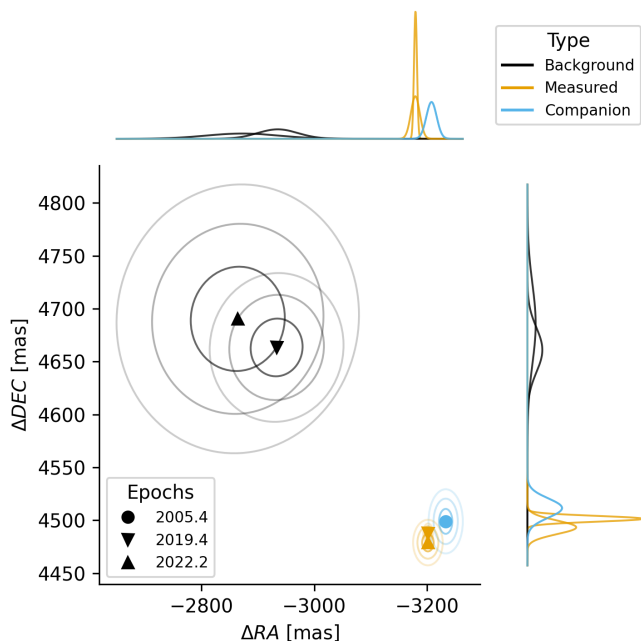 Type
Background
Measured
Companion
4800
4750
4700
4650
4600
4550
4500
4450
ΔDEC [mas]
Epochs
2005.4
2019.4
2022.2
−2800
−3000
−3200
ΔRA [mas]